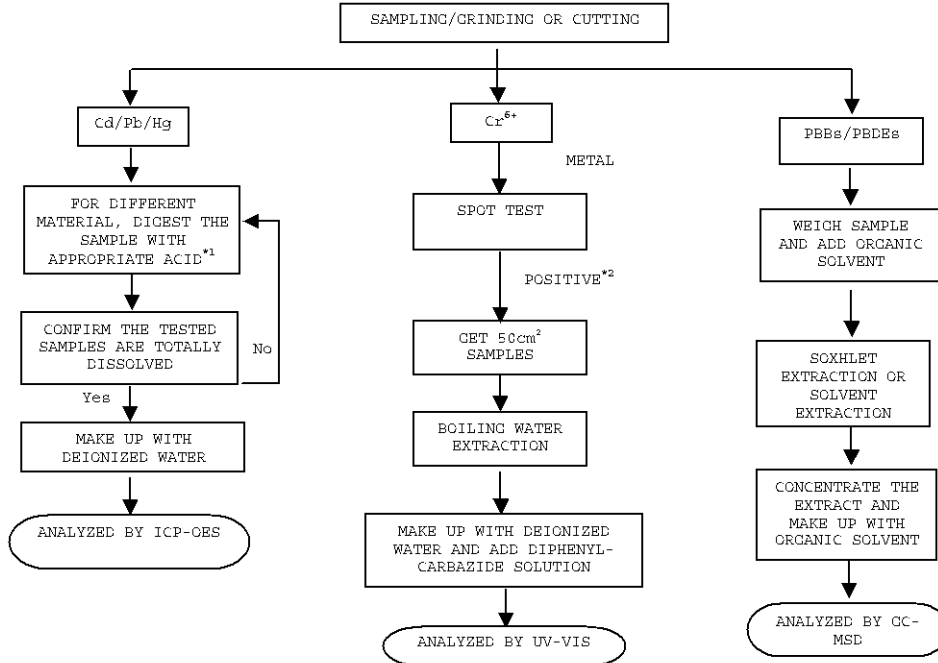 SAMPLING/GRINDING OR CUTTING
Cd/Pb/Hg
FOR DIFFERENT
MATERIAL, DIGEST THE
SAMPLE WITH
APPROPRIATE ACID*1
CONFIRM THE TESTED
SAMPLES ARE TOTALLY
DISSOLVED
No
Yes
MAKE UP WITH
DEIONIZED WATER
ANALYZED BY ICP-OES
Cr6+
METAL
SPOT TEST
POSITIVE*2
GET 50cm2
SAMPLES
BOILING WATER
EXTRACTION
MAKE UP WITH DEIONIZED
WATER AND ADD DIPHENYL-
CARBAZIDE SOLUTION
ANALYZED BY UV-VIS
PBBs/PBDEs
WEIGH SAMPLE
AND ADD ORGANIC
SOLVENT
SOXHLET
EXTRACTION OR
SOLVENT
EXTRACTION
CONCENTRATE THE
EXTRACT AND
MAKE UP WITH
ORGANIC SOLVENT
ANALYZED BY GC-
MSD